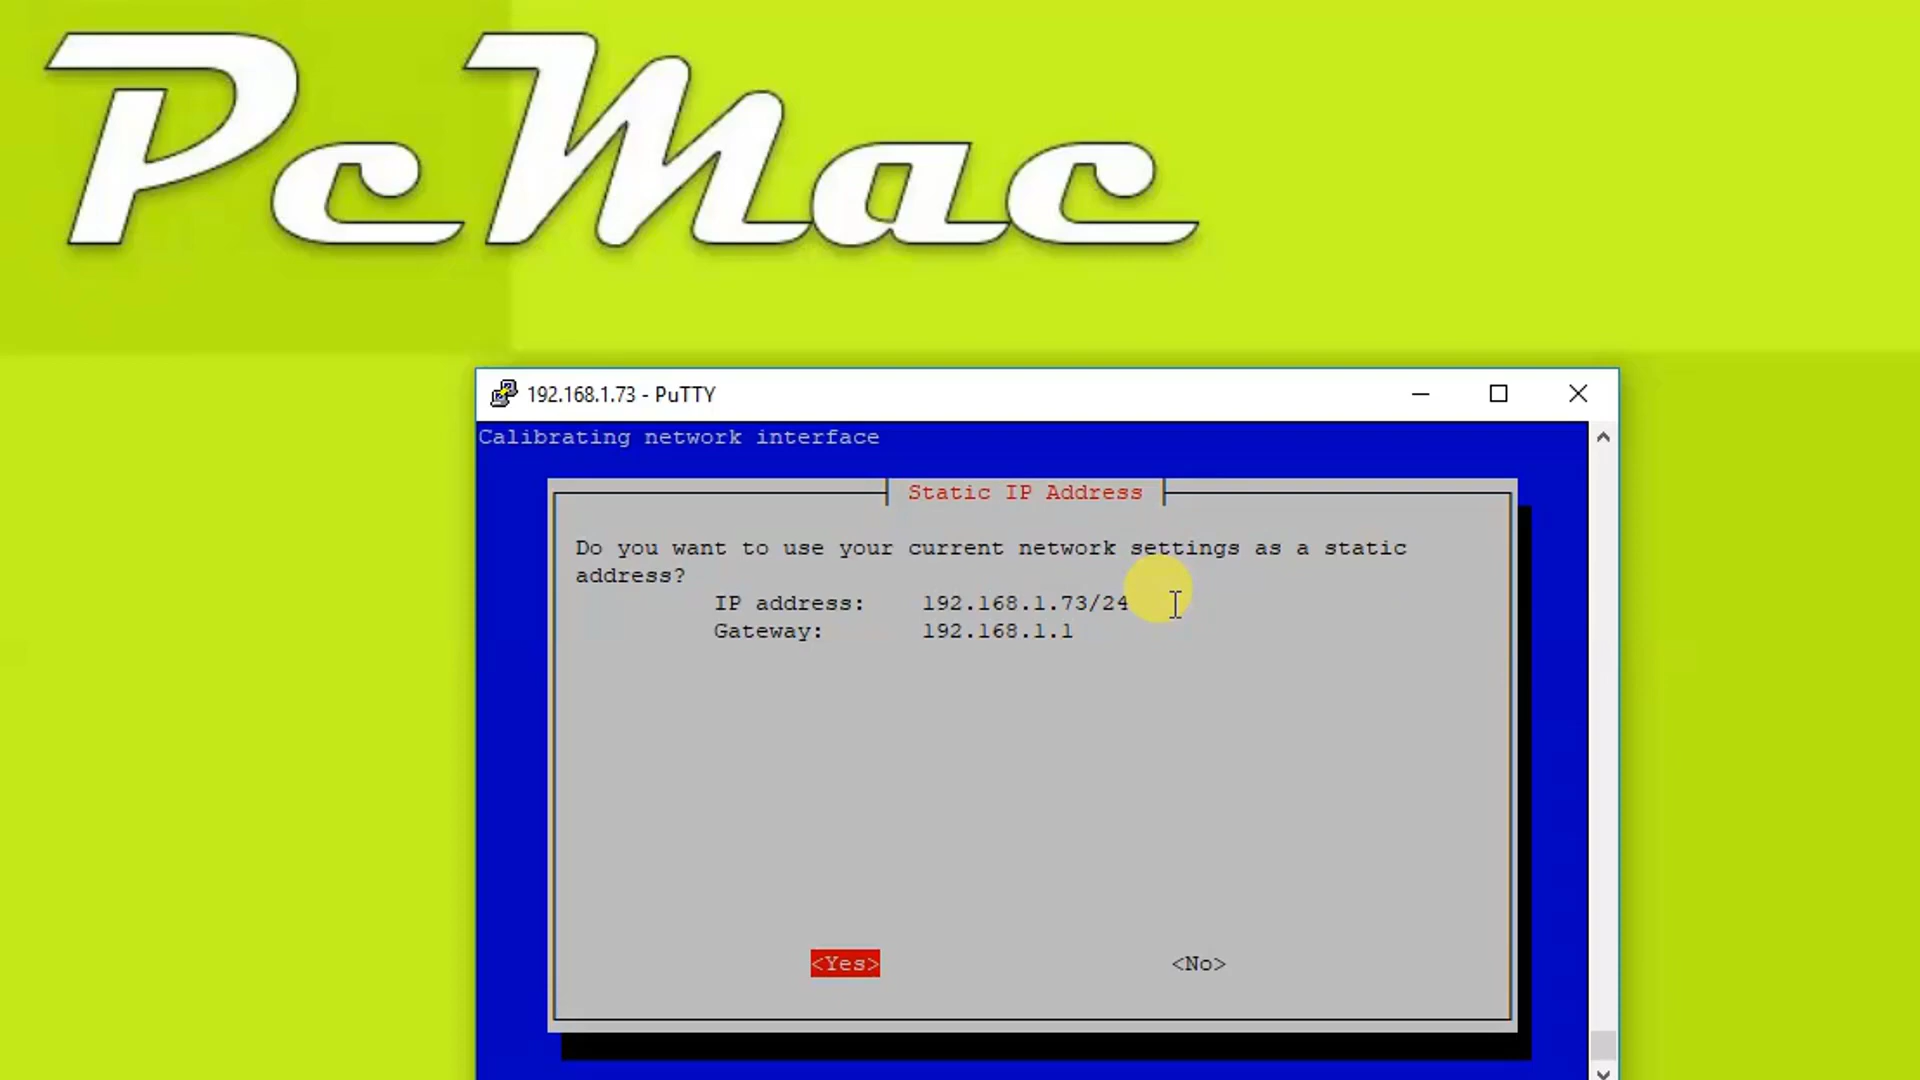 PcMac
192.168.1.73 - PuTTY
Calibrating network interface
Static IP Address
Do you want to use your current network settings as a static
address?
IP address: 192.168.1.73/24
Gateway: 192.168.1.1
<Yes> <No>